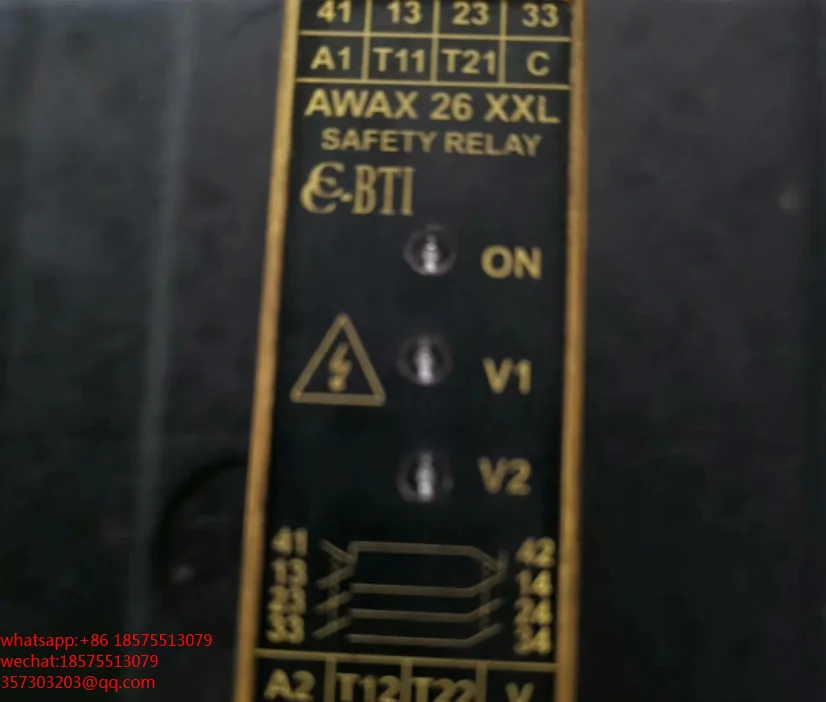 41 13 23 33
A1 T11 T21 C
AWAX 26 XXL
SAFETY RELAY
CE-BTI
ON
V1
V2
41 42
13 14
23 24
33 34
A2 T12 T22 Y
whatsapp:+86 18575513079
wechat:18575513079
357303203@qq.com